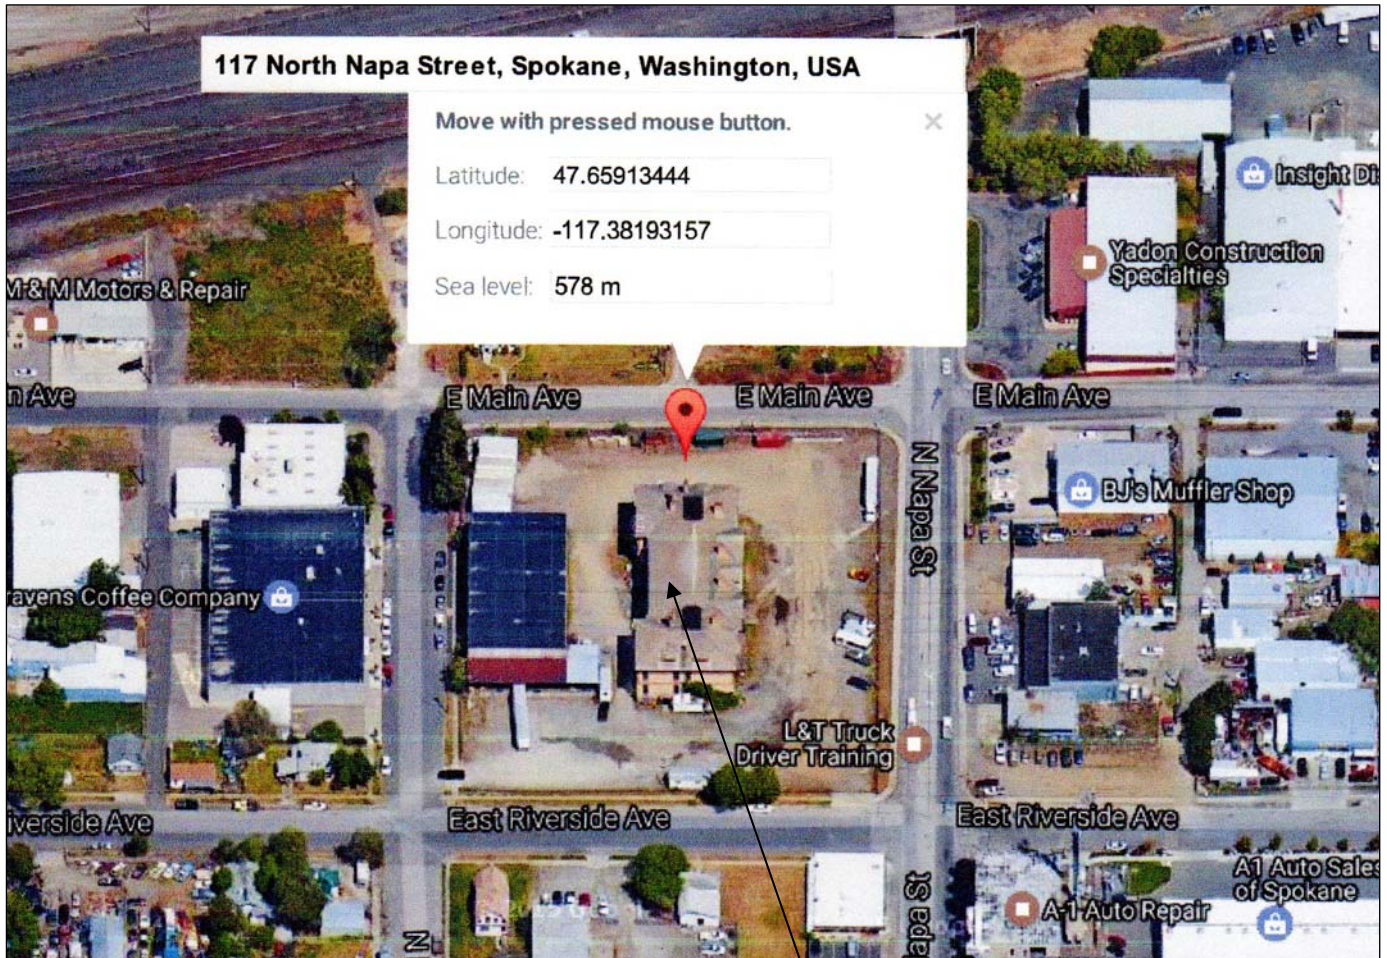 117 North Napa Street, Spokane, Washington, USA
Move with pressed mouse button.
Latitude: 47.65913444
Longitude: -117.38193157
Sea level: 578 m
Insight Di
Yadon Construction
Specialties
M & M Motors & Repair
n Ave
E Main Ave
E Main Ave
E Main Ave
N Napa St
BJ's Muffler Shop
ravens Coffee Company
L&T Truck
Driver Training
iverside Ave
East Riverside Ave
East Riverside Ave
A1 Auto Sales
of Spokane
A-1 Auto Repair
N
apa St